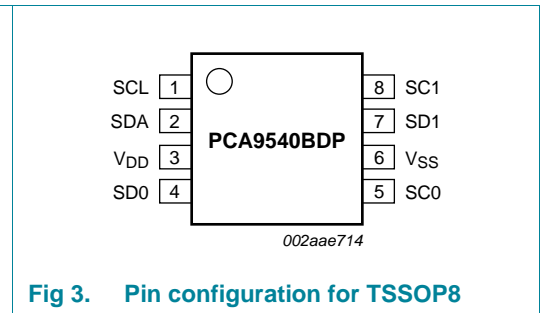 SCL 1 8 SC1
SDA 2 7 SD1
PCA9540BDP
VDD 3 6 VSS
SD0 4 5 SC0
002aae714
Fig 3. Pin configuration for TSSOP8